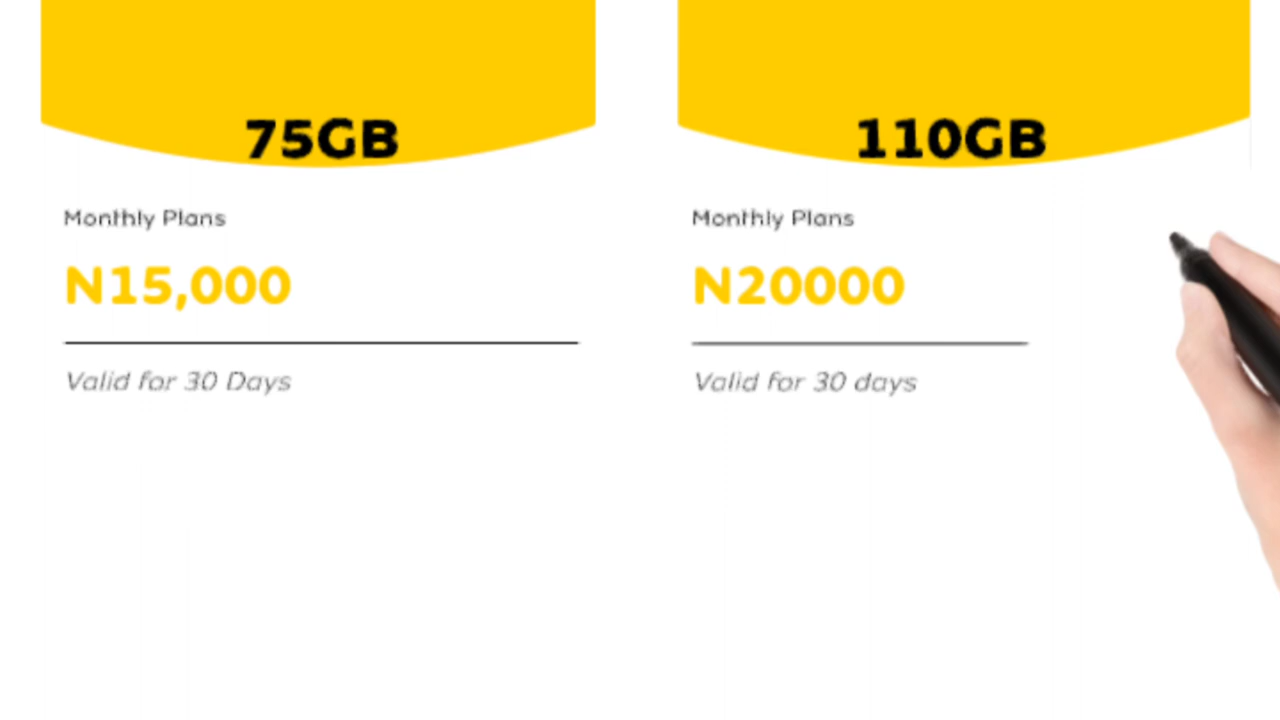 75GB
Monthly Plans
N15,000
Valid for 30 Days
110GB
Monthly Plans
N20000
Valid for 30 days